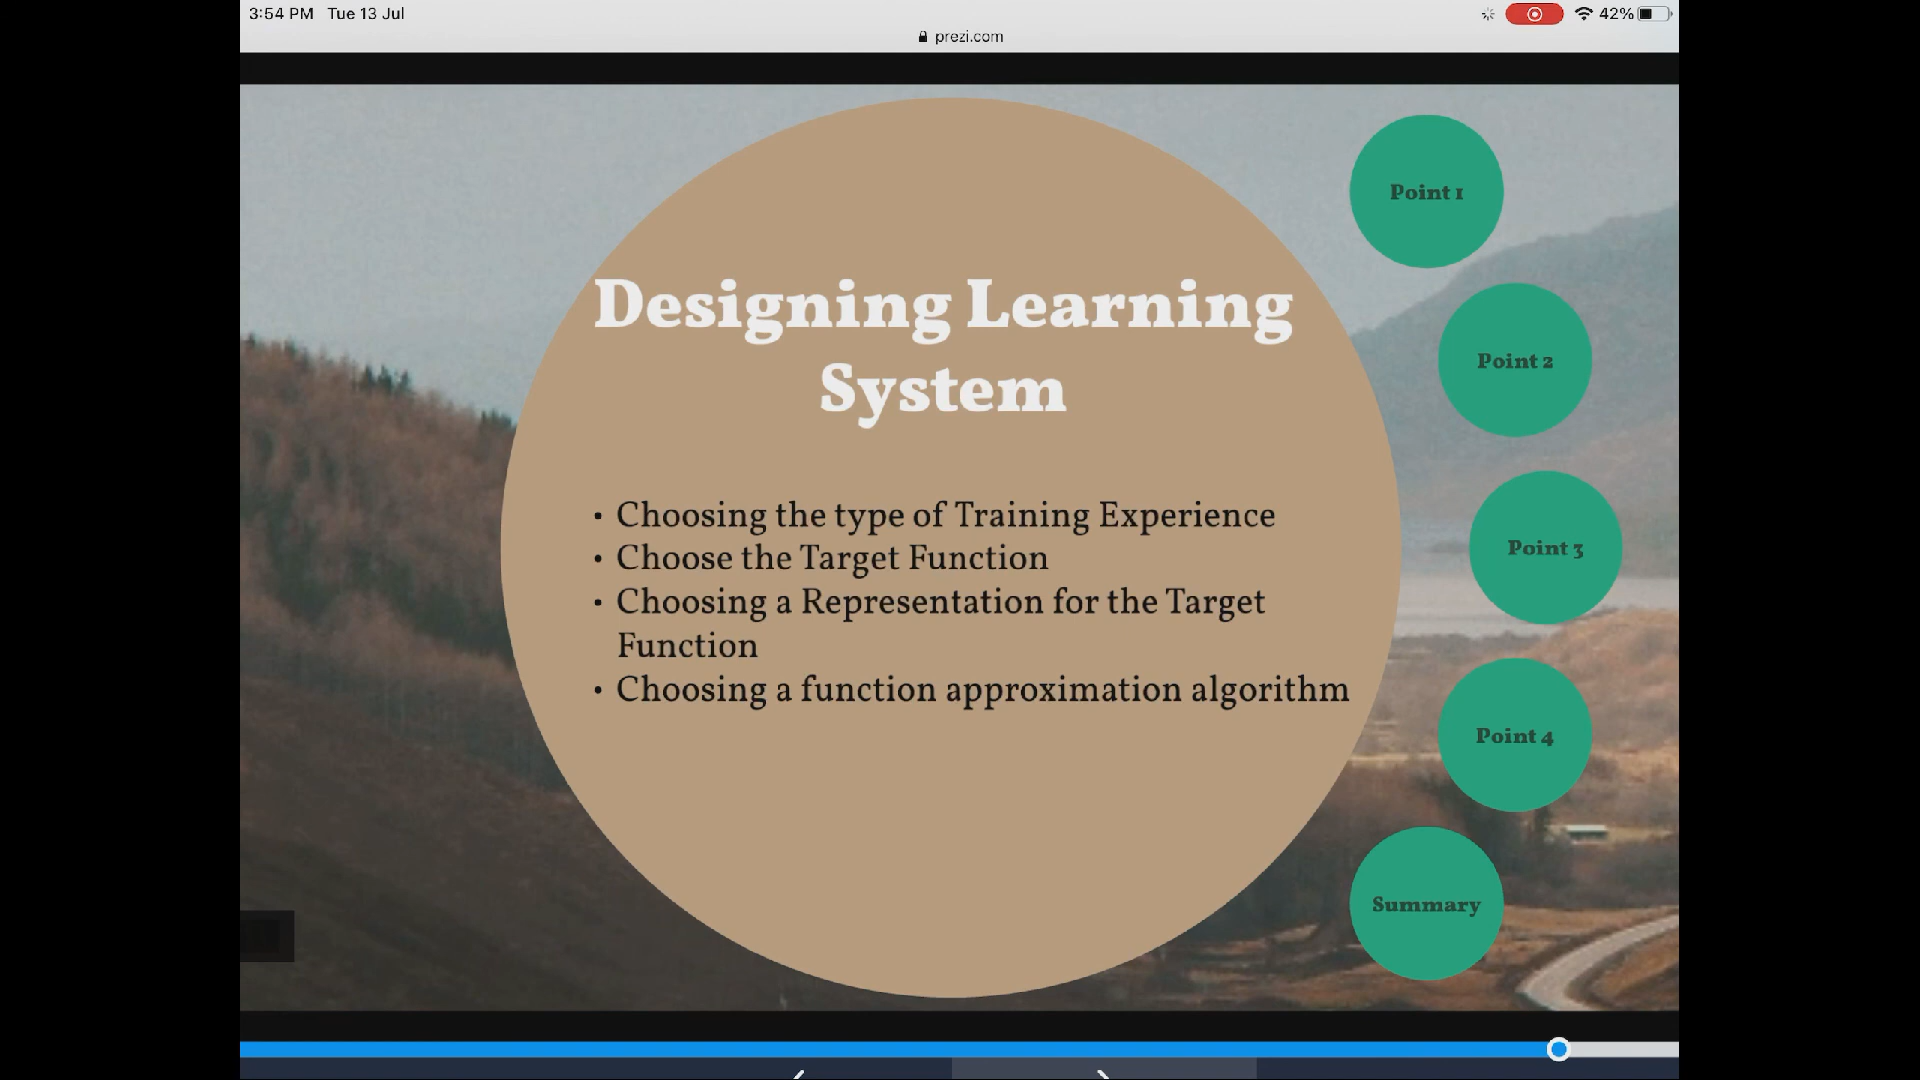 3:54 PM Tue 13 Jul
42%
prezi.com
Designing Learning
System
• Choosing the type of Training Experience
• Choose the Target Function
• Choosing a Representation for the Target
Function
• Choosing a function approximation algorithm
Point 1
Point 2
Point 3
Point 4
Summary